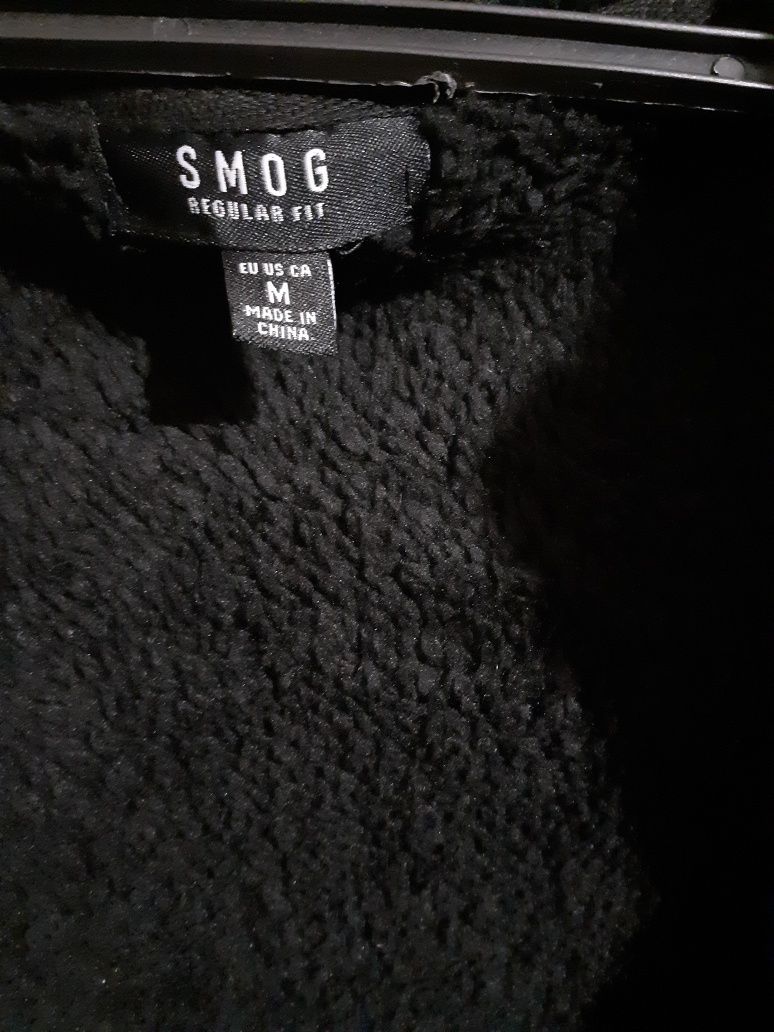 SMOG
REGULAR FIT
EU US CA
M
MADE IN
CHINA